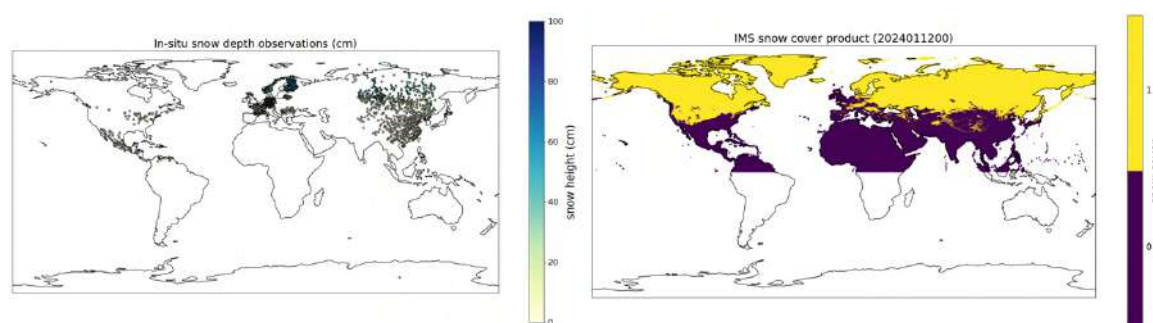 In-situ snow depth observations (cm)
100
80
60
40
20
0
snow height (cm)
IMS snow cover product (2024011200)
1
0